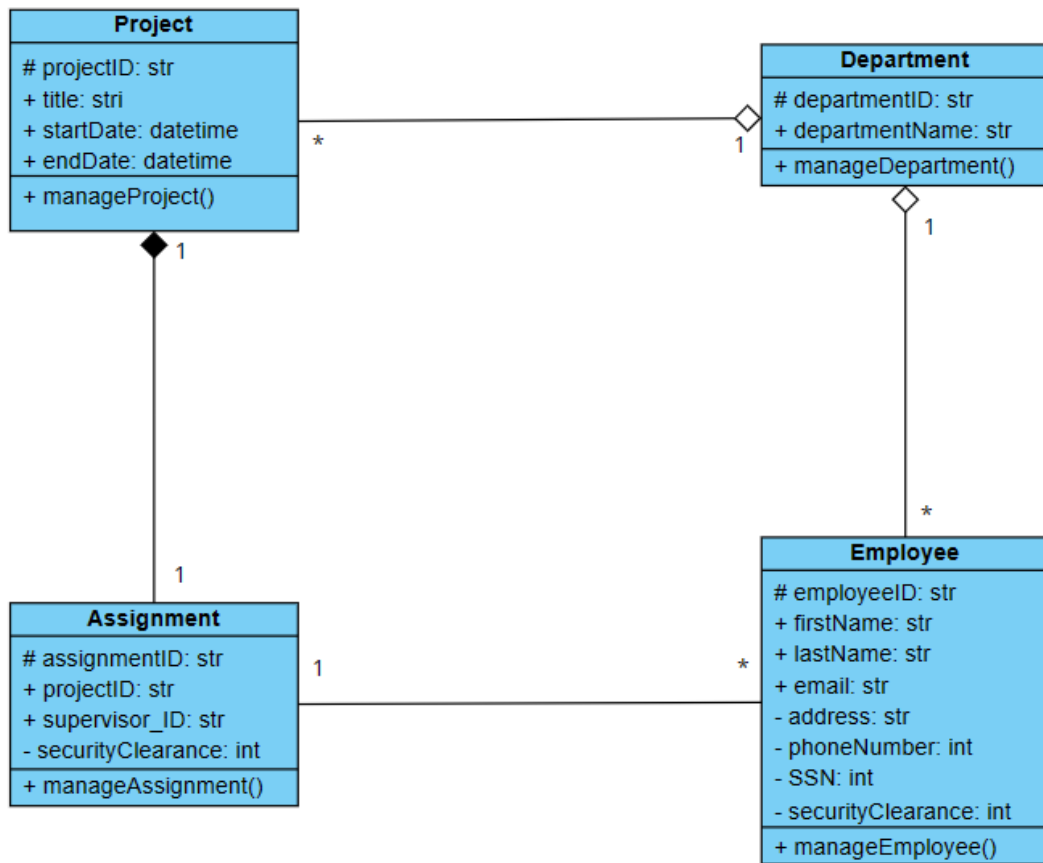 Project
# projectID: str
+ title: stri
+ startDate: datetime
+ endDate: datetime
+ manageProject()
Department
# departmentID: str
+ departmentName: str
+ manageDepartment()
*
1
1
1
1
*
Assignment
# assignmentID: str
+ projectID: str
+ supervisor_ID: str
- securityClearance: int
+ manageAssignment()
1
*
Employee
# employeeID: str
+ firstName: str
+ lastName: str
+ email: str
- address: str
- phoneNumber: int
- SSN: int
- securityClearance: int
+ manageEmployee()